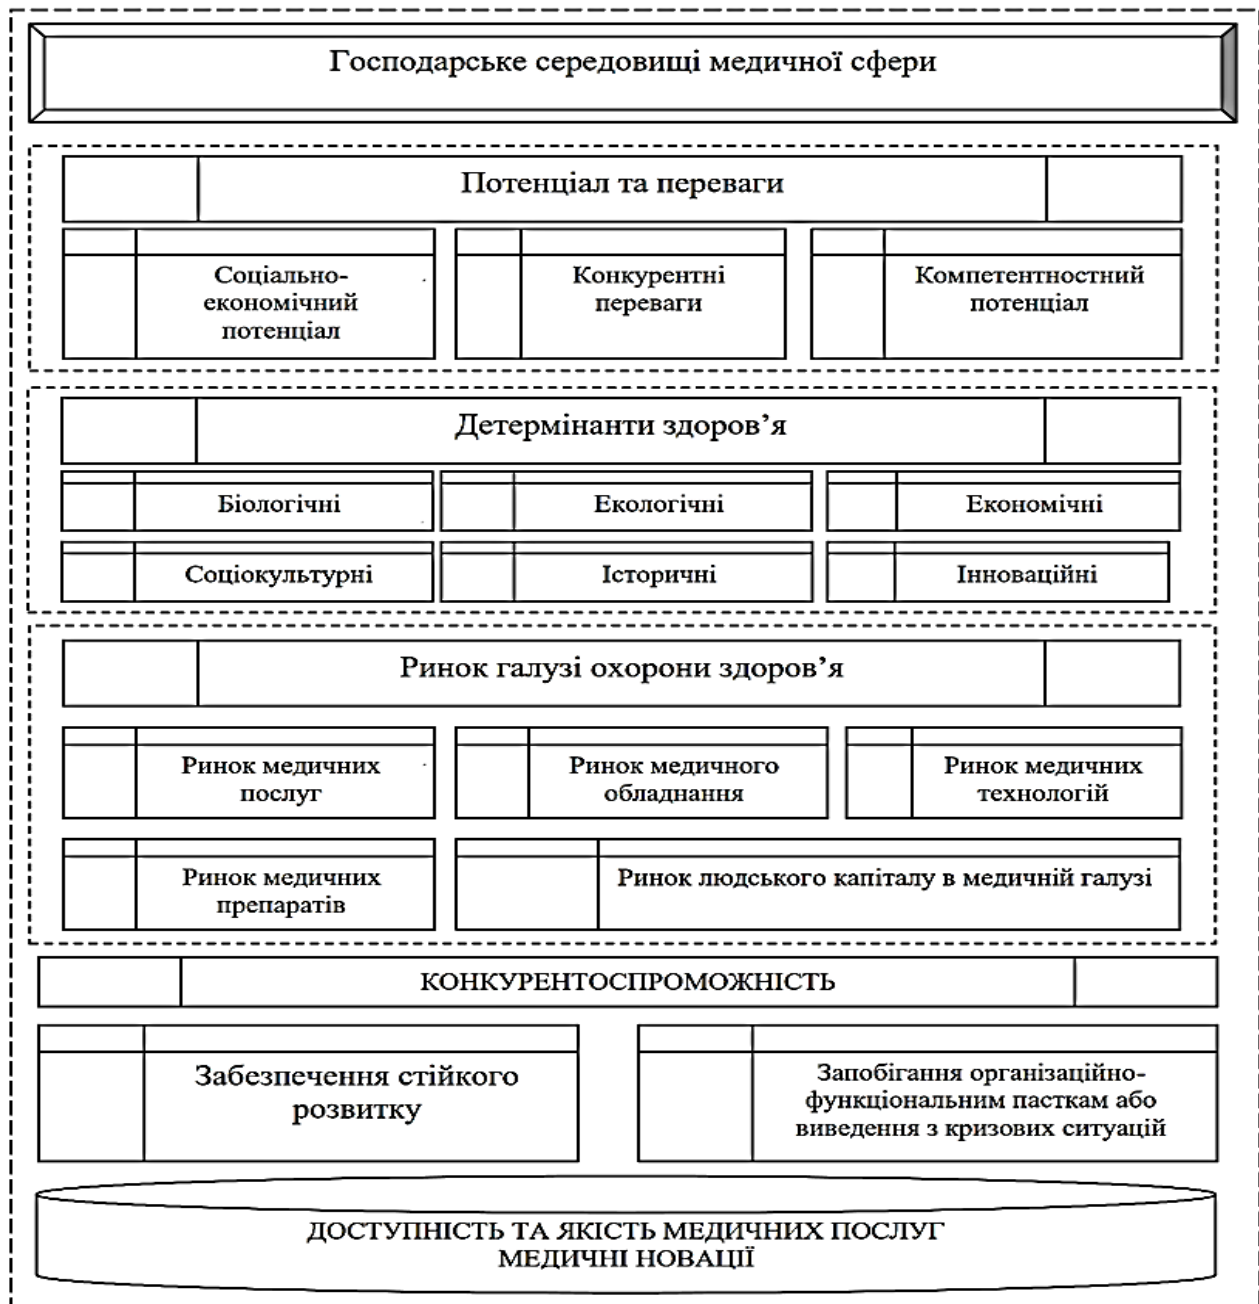 Господарське середовищі медичної сфери
Потенціал та переваги
Соціально-
економічний
потенціал
Конкурентні
переваги
Компетентностний
потенціал
Детермінанти здоров’я
Біологічні
Екологічні
Економічні
Соціокультурні
Історичні
Інноваційні
Ринок галузі охорони здоров’я
Ринок медичних
послуг
Ринок медичного
обладнання
Ринок медичних
технологій
Ринок медичних
препаратів
Ринок людського капіталу в медичній галузі
КОНКУРЕНТОСПРОМОЖНІСТЬ
Забезпечення стійкого
розвитку
Запобігання організаційно-
функціональним пасткам або
виведення з кризових ситуацій
ДОСТУПНІСТЬ ТА ЯКІСТЬ МЕДИЧНИХ ПОСЛУГ
МЕДИЧНІ НОВАЦІЇ